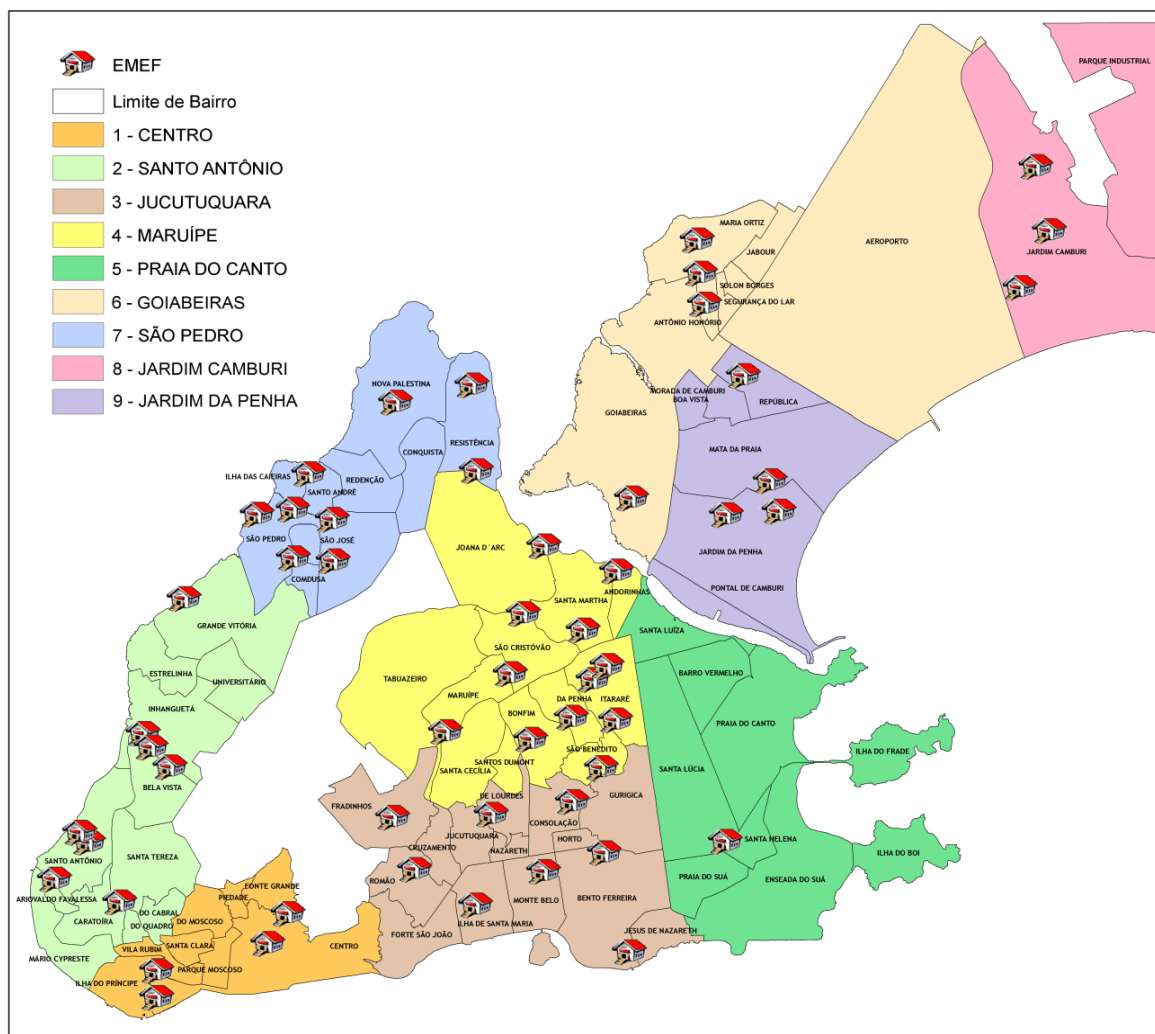 EMEF
Limite de Bairro
1 - CENTRO
2 - SANTO ANTÔNIO
3 - JUCUTUQUARA
4 - MARUÍPE
5 - PRAIA DO CANTO
6 - GOIABEIRAS
7 - SÃO PEDRO
8 - JARDIM CAMBURI
9 - JARDIM DA PENHA
PARQUE INDUSTRIAL
MARIA ORTIZ
AEROPORTO
JARDIM CAMBURI
JABOUR
SOLON BORGES
SEGURANÇA DO LAR
ANTÔNIO HONÓRIO
NOVA PALESTINA
MORADA DE CAMBURI
BOA VISTA
REPÚBLICA
GOIABEIRAS
RESISTÊNCIA
CONQUISTA
MATA DA PRAIA
ILHA DAS CAIEIRAS
REDENÇÃO
SANTO ANDRÉ
SÃO PEDRO
SÃO JOSÉ
JOANA D´ARC
JARDIM DA PENHA
COMDUSA
ANDORINHAS
PONTAL DE CAMBURI
SANTA MARTHA
GRANDE VITÓRIA
SANTA LUÍZA
SÃO CRISTÓVÃO
ESTRELINHA
BARRO VERMELHO
TABUAZEIRO
UNIVERSITÁRIO
MARUÍPE
DA PENHA
ITARARÉ
INHANGUETÁ
BONFIM
PRAIA DO CANTO
SÃO BENEDITO
ILHA DO FRADE
SANTOS DUMONT
SANTA LÚCIA
SANTA CECÍLIA
BELA VISTA
DE LOURDES
GURIGICA
FRADINHOS
CONSOLAÇÃO
JUCUTUQUARA
HORTO
SANTA HELENA
CRUZAMENTO
NAZARETH
ILHA DO BOI
SANTO ANTÔNIO
SANTA TEREZA
ROMÃO
PRAIA DO SUÁ
ENSEADA DO SUÁ
FONTE GRANDE
PIEDADE
MONTE BELO
BENTO FERREIRA
ARIOVALDO FAVALESSA
DO CABRAL
CARATOÍRA
DO QUADRO
DO MOSCOSO
ILHA DE SANTA MARIA
JESUS DE NAZARETH
FORTE SÃO JOÃO
VILA RUBIM
SANTA CLARA
CENTRO
MÁRIO CYPRESTE
PARQUE MOSCOSO
ILHA DO PRÍNCIPE